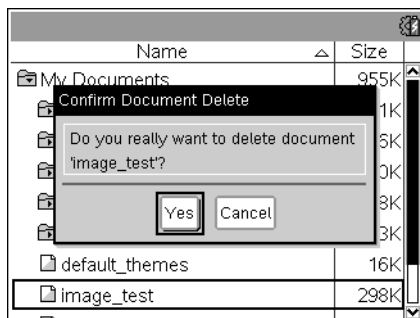 Name Size
My Documents 955K
Confirm Document Delete
1K
Do you really want to delete document
6K
'image_test'?
0K
Yes Cancel
8K
3K
default_themes 16K
image_test 298K